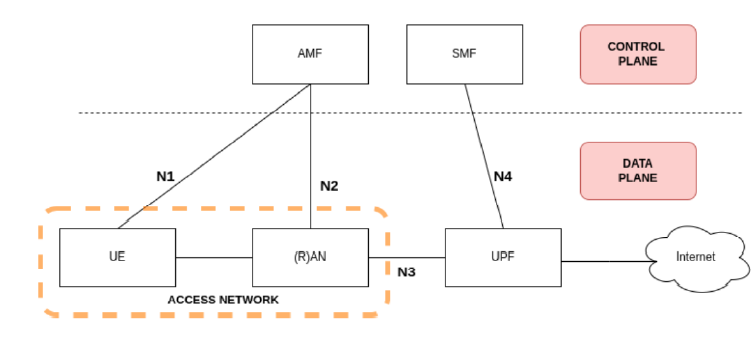 AMF
SMF
CONTROL
PLANE
DATA
PLANE
N1
N2
N4
UE
(R)AN
UPF
Internet
N3
ACCESS NETWORK